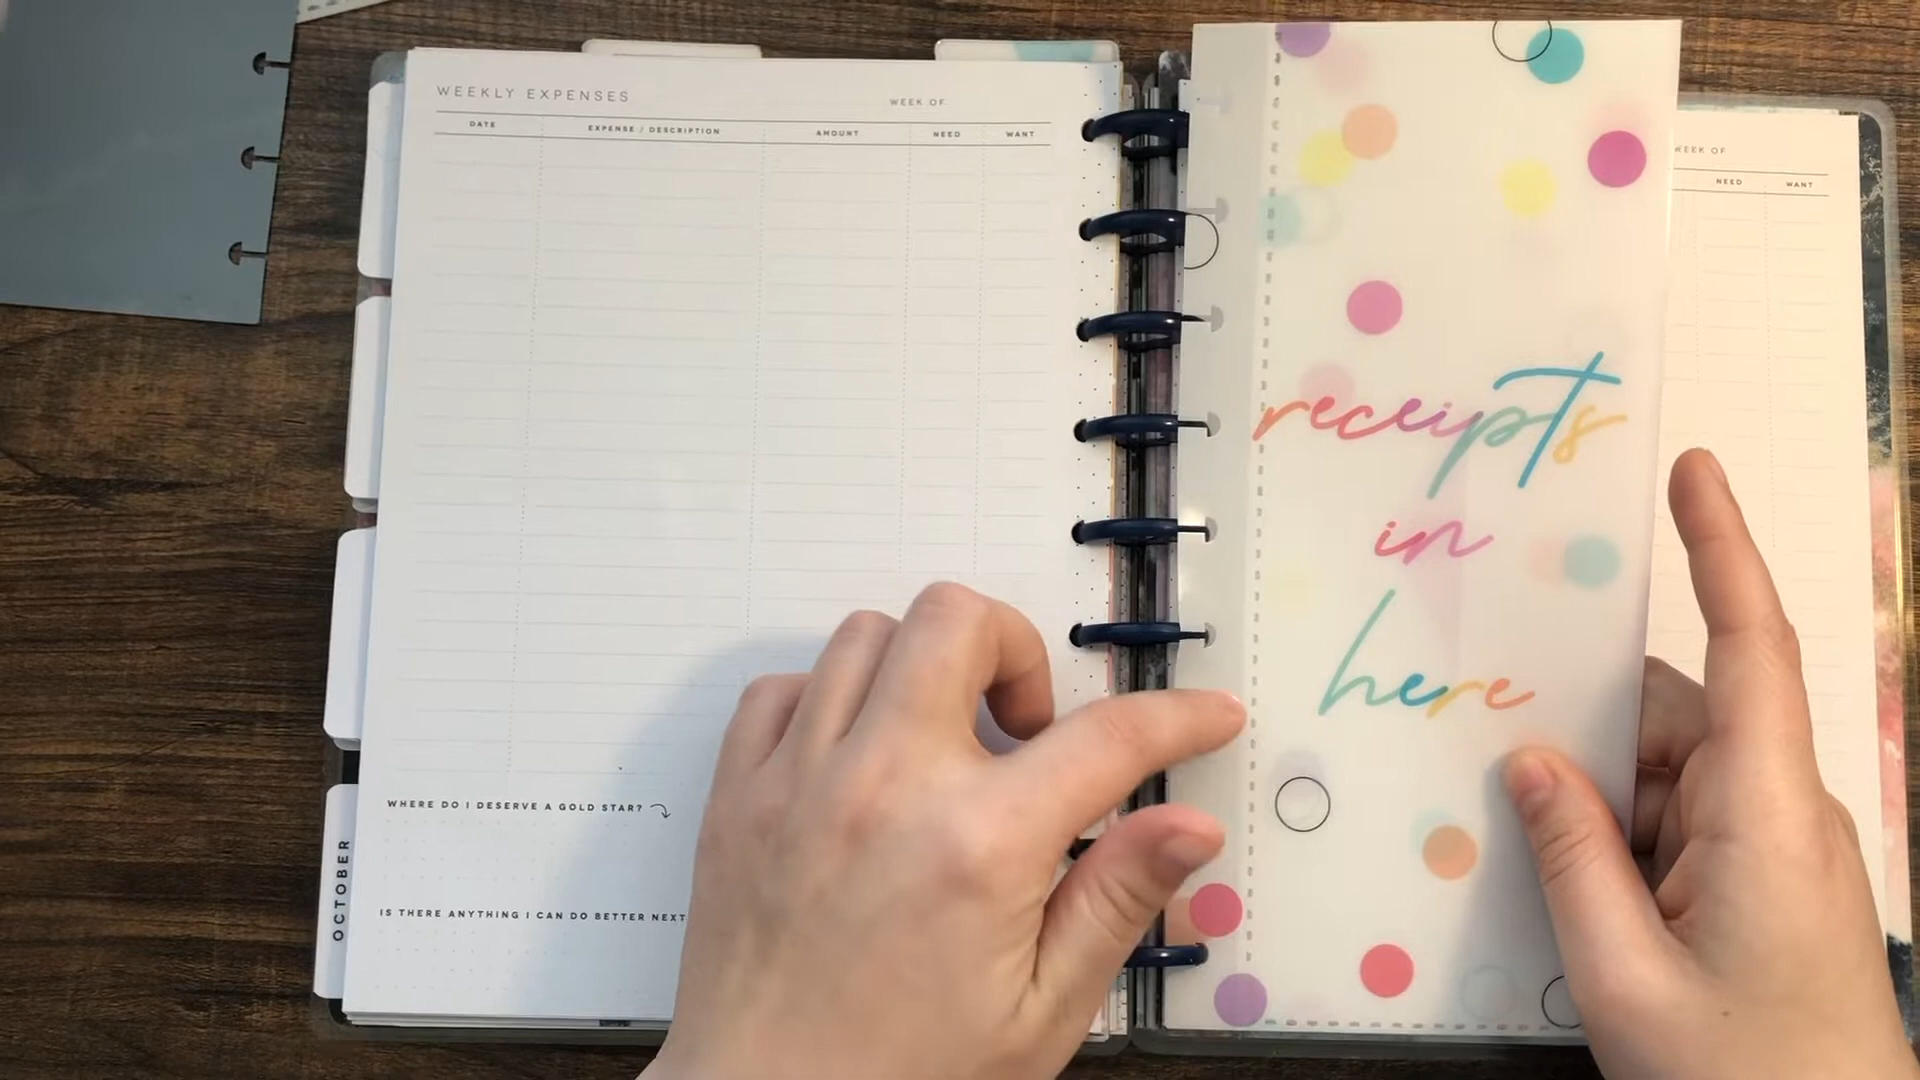 WEEKLY EXPENSES
WEEK OF
DATE EXPENSE / DESCRIPTION AMOUNT NEED WANT
WHERE DO I DESERVE A GOLD STAR?
IS THERE ANYTHING I CAN DO BETTER NEXT
OCTOBER
receipts
in
here
WEEK OF
NEED WANT